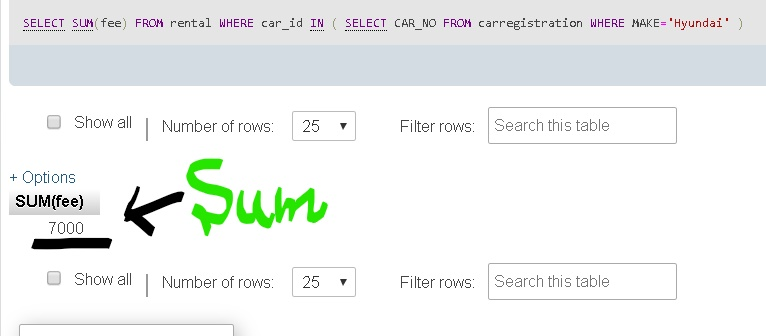 SELECT SUM(fee) FROM rental WHERE car_id IN ( SELECT CAR_NO FROM carregistration WHERE MAKE='Hyundai' )
Show all Number of rows: 25 Filter rows: Search this table
+ Options
SUM(fee)
7000
Sum
Show all Number of rows: 25 Filter rows: Search this table